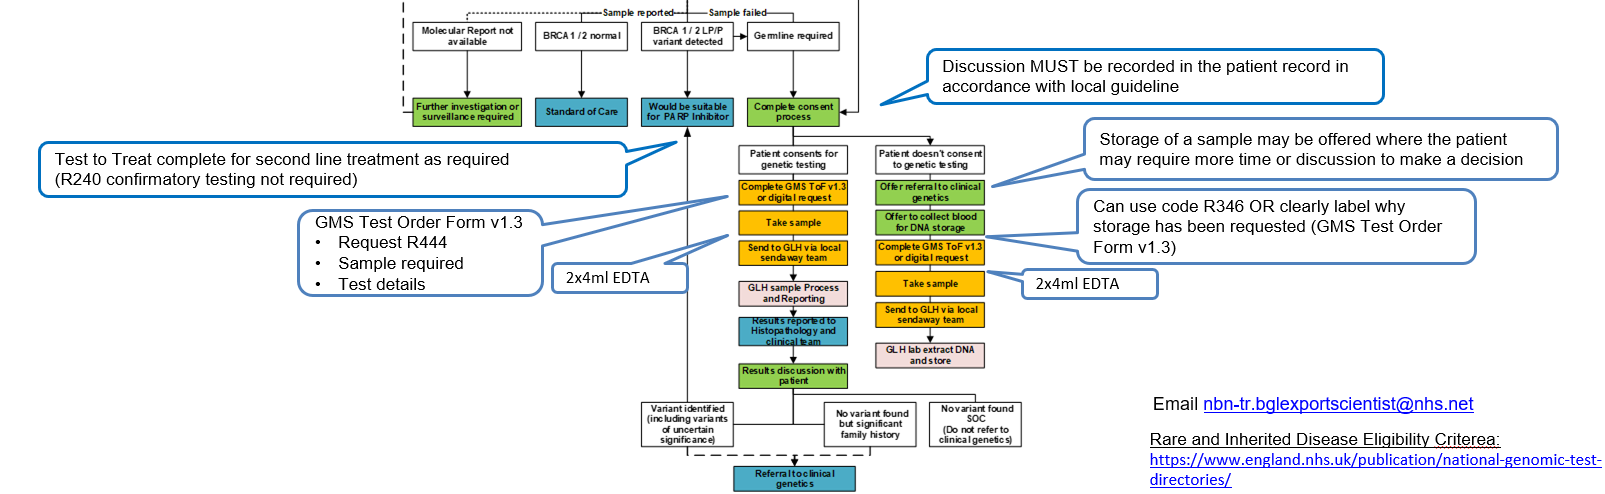 Sample reported
Sample failed
Molecular Report not
available
BRCA 1 / 2 normal
BRCA 1 / 2 LP/P
variant detected
Germline required
Further investigation or
surveillance required
Standard of Care
Would be suitable
for PARP Inhibitor
Complete consent
process
Discussion MUST be recorded in the patient record in
accordance with local guideline
Test to Treat complete for second line treatment as required
(R240 confirmatory testing not required)
Patient consents for
genetic testing
Patient doesn't consent
to genetic testing
Storage of a sample may be offered where the patient
may require more time or discussion to make a decision
Complete GMS ToF v1.3
or digital request
Offer referral to clinical
genetics
GMS Test Order Form v1.3
• Request R444
• Sample required
• Test details
Take sample
Offer to collect blood
for DNA storage
Can use code R346 OR clearly label why
storage has been requested (GMS Test Order
Form v1.3)
Send to GLH via local
sendaway team
Complete GMS ToF v1.3
or digital request
2x4ml EDTA
2x4ml EDTA
GLH sample Process
and Reporting
Take sample
Results reported to
Histopathology and
clinical team
Send to GLH via local
sendaway team
GLH lab extract DNA
and store
Results discussion with
patient
Variant identified
(including variants
of uncertain
significance)
No variant found
but significant
family history
No variant found
SOC
(Do not refer to
clinical genetics)
Referral to clinical
genetics
Email nbn-tr.bglexportscientist@nhs.net
Rare and Inherited Disease Eligibility Criterea:
https://www.england.nhs.uk/publication/national-genomic-test-
directories/